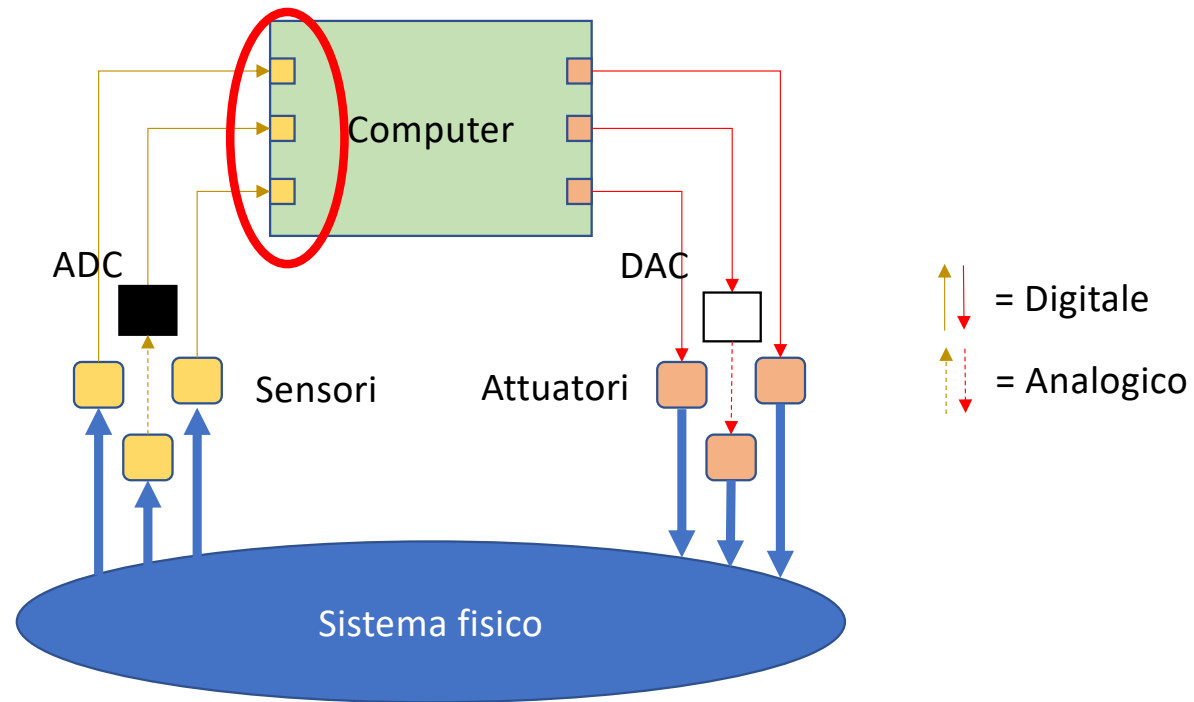 Computer
ADC
DAC
= Digitale
Sensori
Attuatori
= Analogico
Sistema fisico